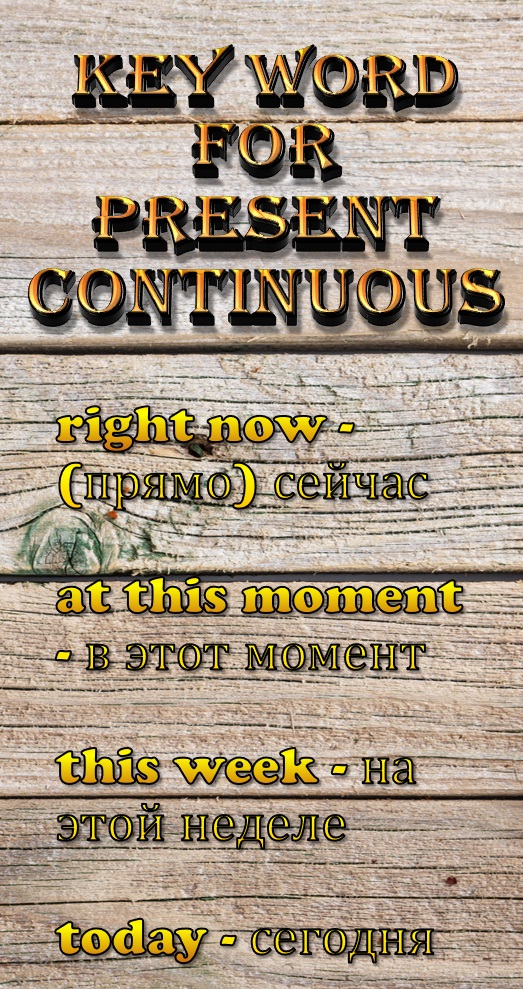 KEY WORD
FOR
PRESENT
CONTINUOUS
right now -
(прямо) сейчас
at this moment
- в этот момент
this week - на
этой неделе
today - сегодня